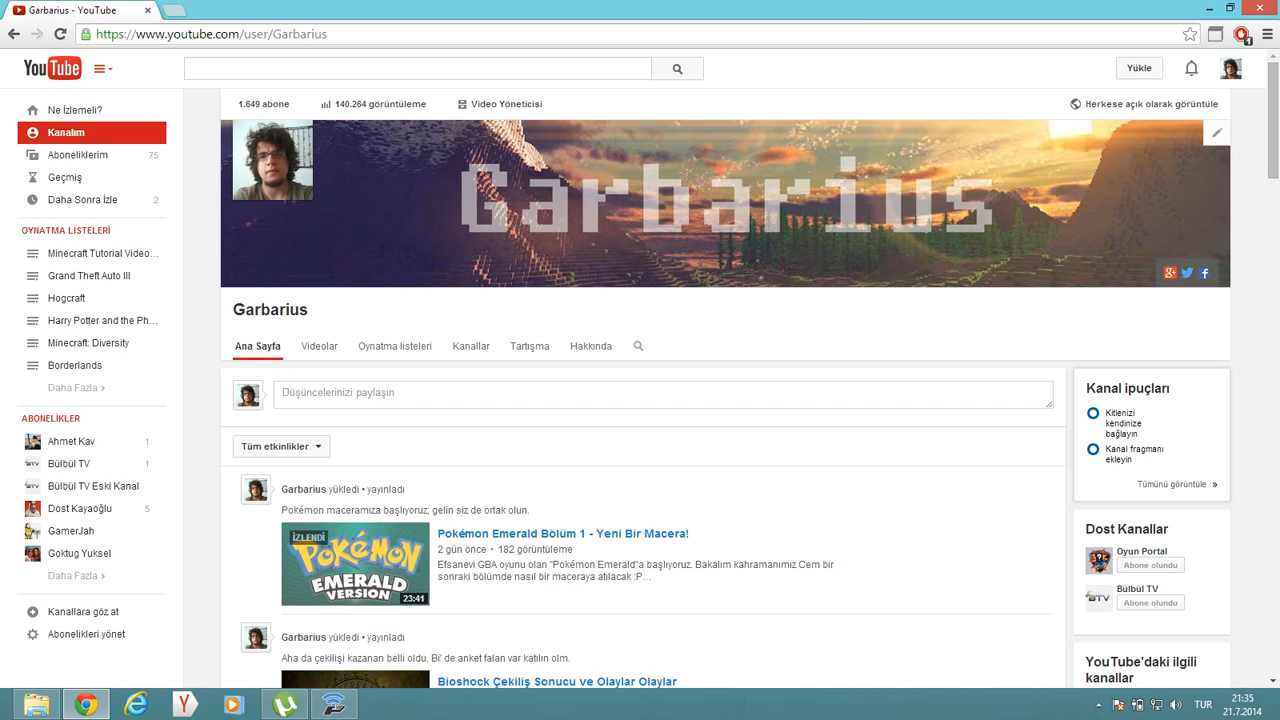 Garbarius - YouTube
https://www.youtube.com/user/Garbarius
1
YouTube
Yükle
Ne İzlemeli?
Kanalım
Aboneliklerim 75
Geçmiş
Daha Sonra İzle 2
OYNATMA LİSTELERİ
Minecraft Tutorial Video...
Grand Theft Auto III
Hogcraft
Harry Potter and the Ph...
Minecraft: Diversity
Borderlands
Daha Fazla ›
ABONELİKLER
Ahmet Kav 1
Bülbül TV 1
Bülbül TV Eski Kanal
Dost Kayaoğlu 5
GamerJah
Goktug Yuksel
Daha Fazla ›
Kanallara göz at
Abonelikleri yönet
1.649 abone 140.264 görüntüleme Video Yöneticisi Herkese açık olarak görüntüle
Garbarius
Garbarius
Ana Sayfa Videolar Oynatma listeleri Kanallar Tartışma Hakkında
Düşüncelerinizi paylaşın
Tüm etkinlikler
Garbarius yükledi • yayınladı
Pokémon maceramıza başlıyoruz; gelin siz de ortak olun.
İZLENDİ
POKÉMON
EMERALD
VERSION
23:41
Pokémon Emerald Bölüm 1 - Yeni Bir Macera!
2 gün önce • 182 görüntüleme
Efsanevi GBA oyunu olan "Pokémon Emerald"a başlıyoruz. Bakalım kahramanımız Cem bir
sonraki bölümde nasıl bir maceraya atılacak :P...
Garbarius yükledi • yayınladı
Aha da çekilişi kazanan belli oldu. Bi' de anket falan var katılın olm.
Bioshock Çekiliş Sonucu ve Olaylar Olaylar
Kanal ipuçları
Kitlenizi
kendinize
bağlayın
Kanal fragmanı
ekleyin
Tümünü görüntüle »
Dost Kanallar
Oyun Portal
Abone olundu
Bülbül TV
Abone olundu
YouTube'daki ilgili
kanallar
TUR
21:35
21.7.2014